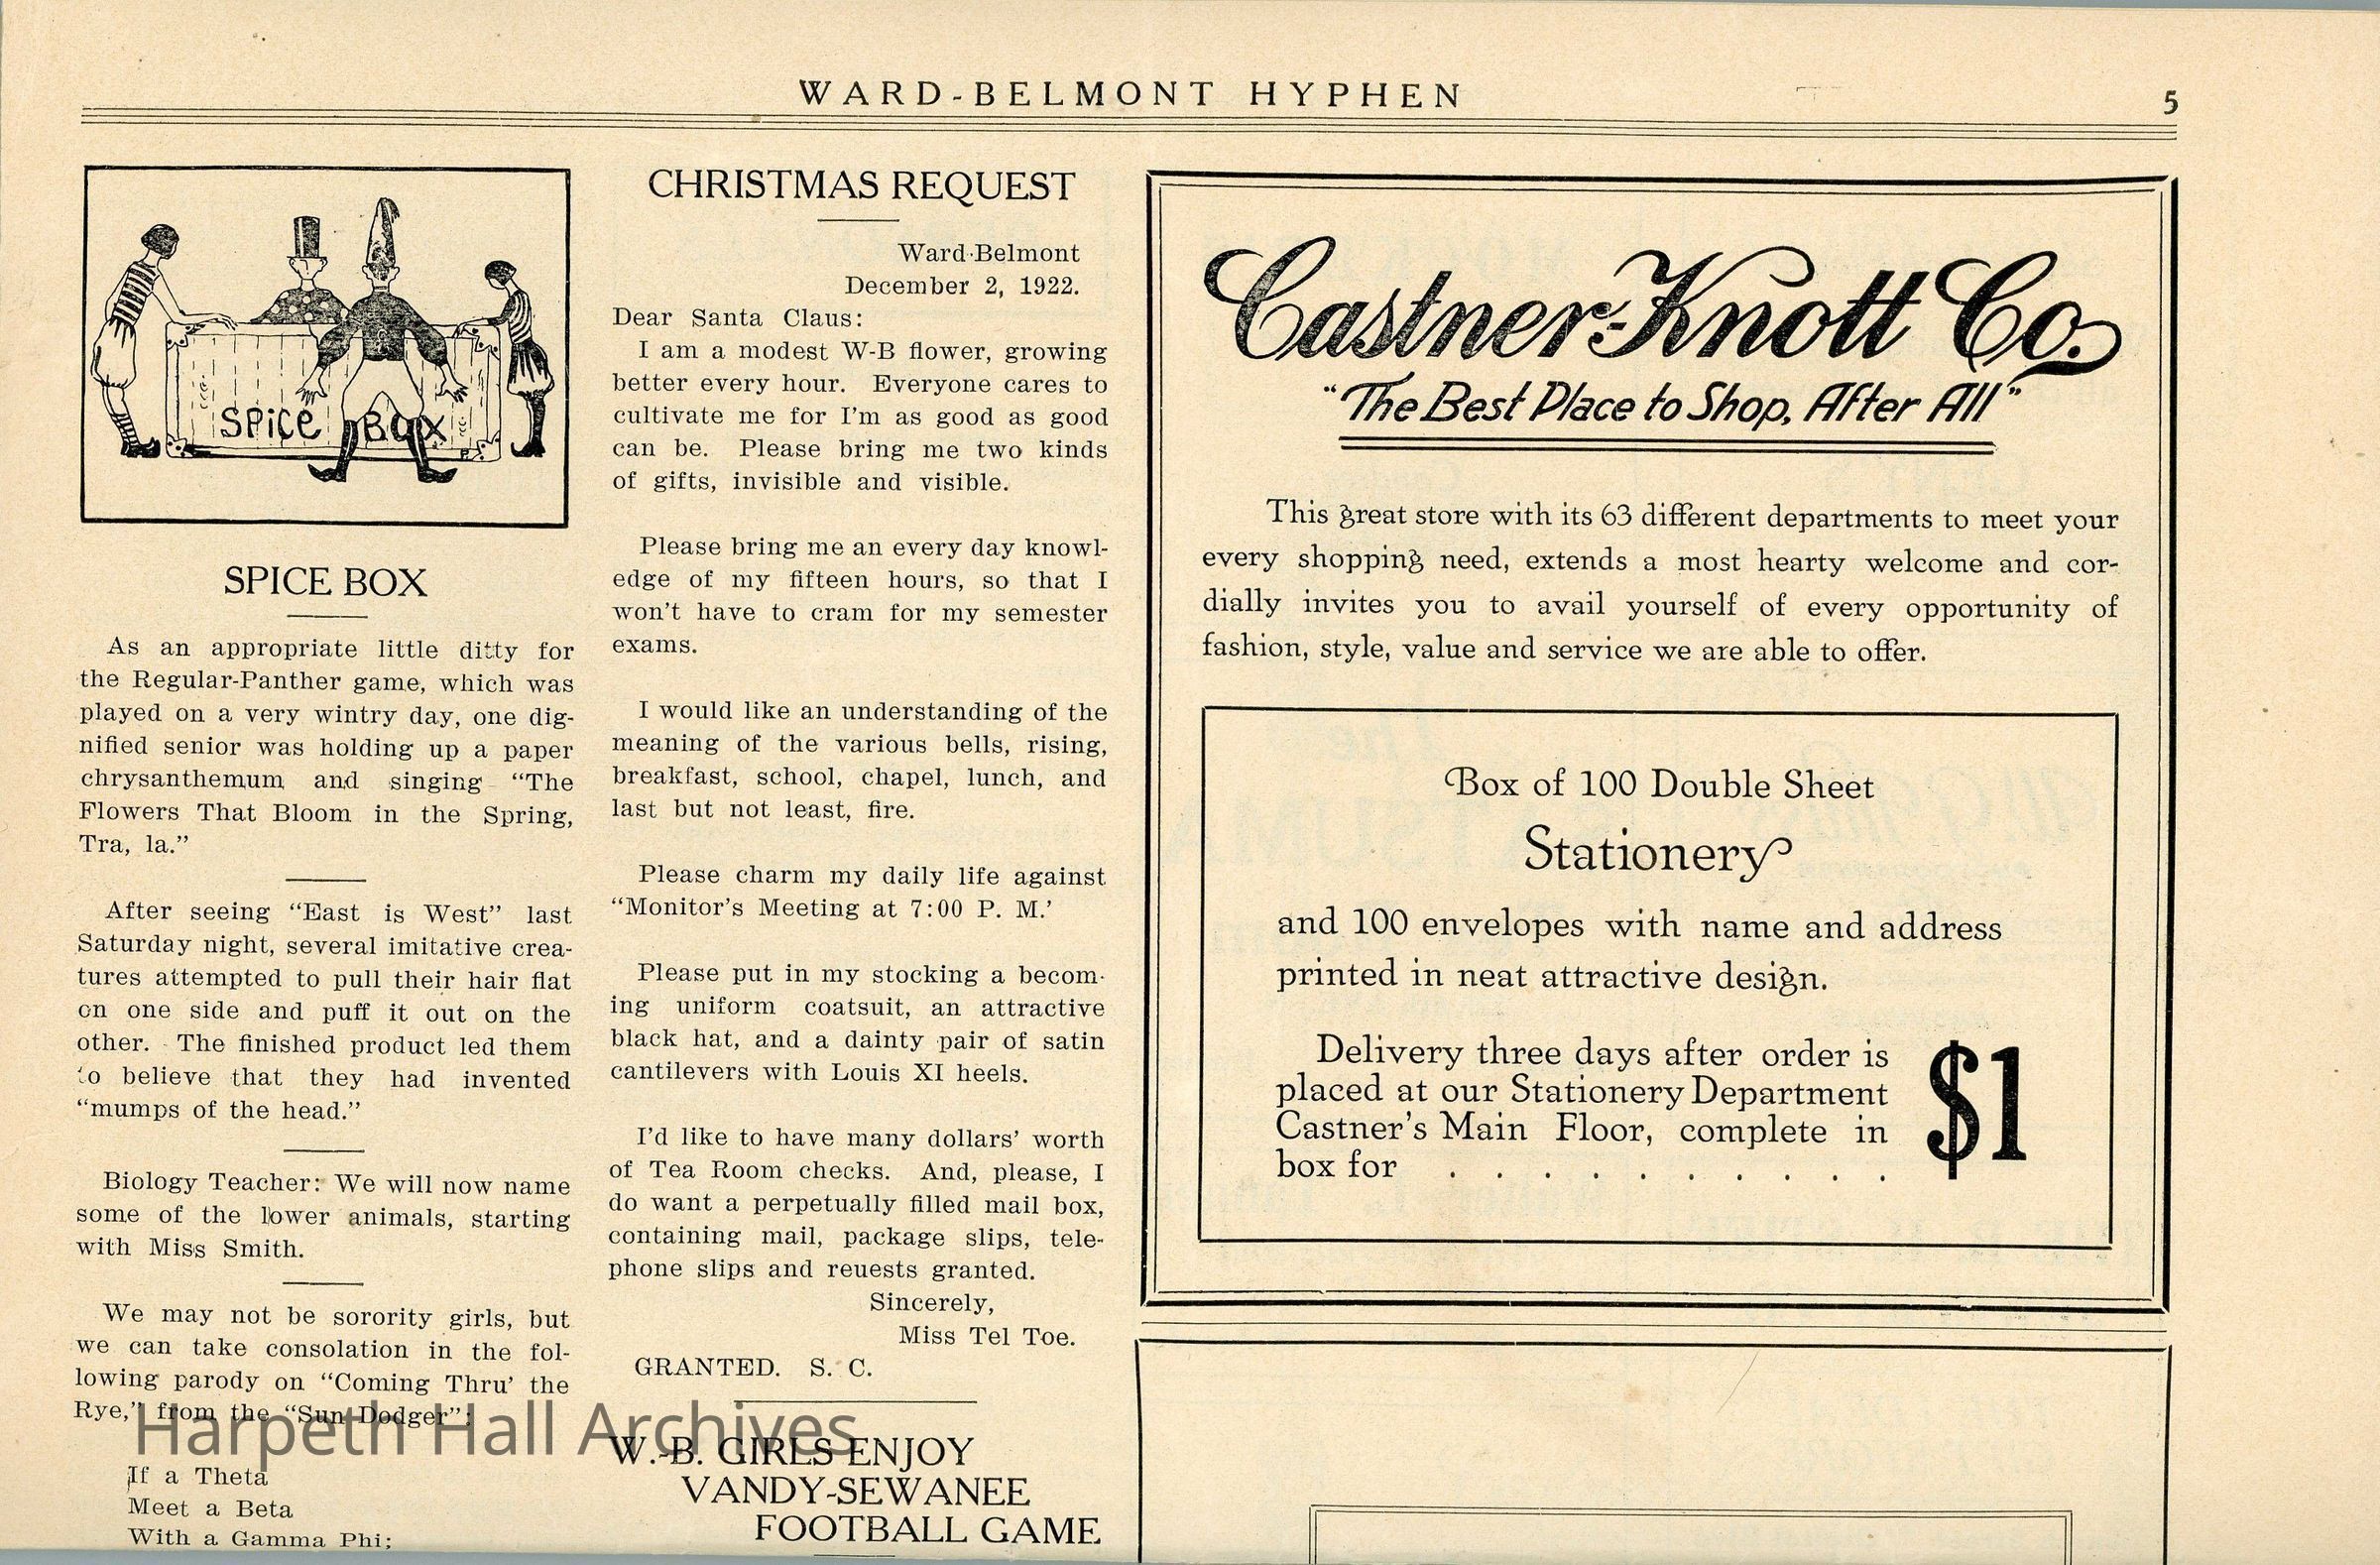 WARD-BELMONT HYPHEN
5
SPICE BOX
SPICE BOX
As an appropriate little ditty for
the Regular-Panther game, which was
played on a very wintry day, one dig-
nified senior was holding up a paper
chrysanthemum and singing "The
Flowers That Bloom in the Spring,
Tra, la."
After seeing "East is West" last
Saturday night, several imitative crea-
tures attempted to pull their hair flat
on one side and puff it out on the
other. The finished product led them
to believe that they had invented
"mumps of the head."
Biology Teacher: We will now name
some of the lower animals, starting
with Miss Smith.
We may not be sorority girls, but
we can take consolation in the fol-
lowing parody on "Coming Thru' the
Rye," from the "Sun Dodger":
If a Theta
Meet a Beta
With a Gamma Phi;
CHRISTMAS REQUEST
Ward-Belmont
December 2, 1922.
Dear Santa Claus:
I am a modest W-B flower, growing
better every hour. Everyone cares to
cultivate me for I'm as good as good
can be. Please bring me two kinds
of gifts, invisible and visible.
Please bring me an every day knowl-
edge of my fifteen hours, so that I
won't have to cram for my semester
exams.
I would like an understanding of the
meaning of the various bells, rising,
breakfast, school, chapel, lunch, and
last but not least, fire.
Please charm my daily life against
"Monitor's Meeting at 7:00 P. M.'
Please put in my stocking a becom-
ing uniform coatsuit, an attractive
black hat, and a dainty pair of satin
cantilevers with Louis XI heels.
I'd like to have many dollars' worth
of Tea Room checks. And, please, I
do want a perpetually filled mail box,
containing mail, package slips, tele-
phone slips and reuests granted.
Sincerely,
Miss Tel Toe.
GRANTED. S. C.
W.-B. GIRLS ENJOY
VANDY-SEWANEE
FOOTBALL GAME
Castner-Knott Co.
"The Best Place to Shop, After All"
This great store with its 63 different departments to meet your
every shopping need, extends a most hearty welcome and cor-
dially invites you to avail yourself of every opportunity of
fashion, style, value and service we are able to offer.
Box of 100 Double Sheet
Stationery
and 100 envelopes with name and address
printed in neat attractive design.
Delivery three days after order is
placed at our Stationery Department
Castner's Main Floor, complete in
box for . . . . . . . . . .
$1
Harpeth Hall Archives